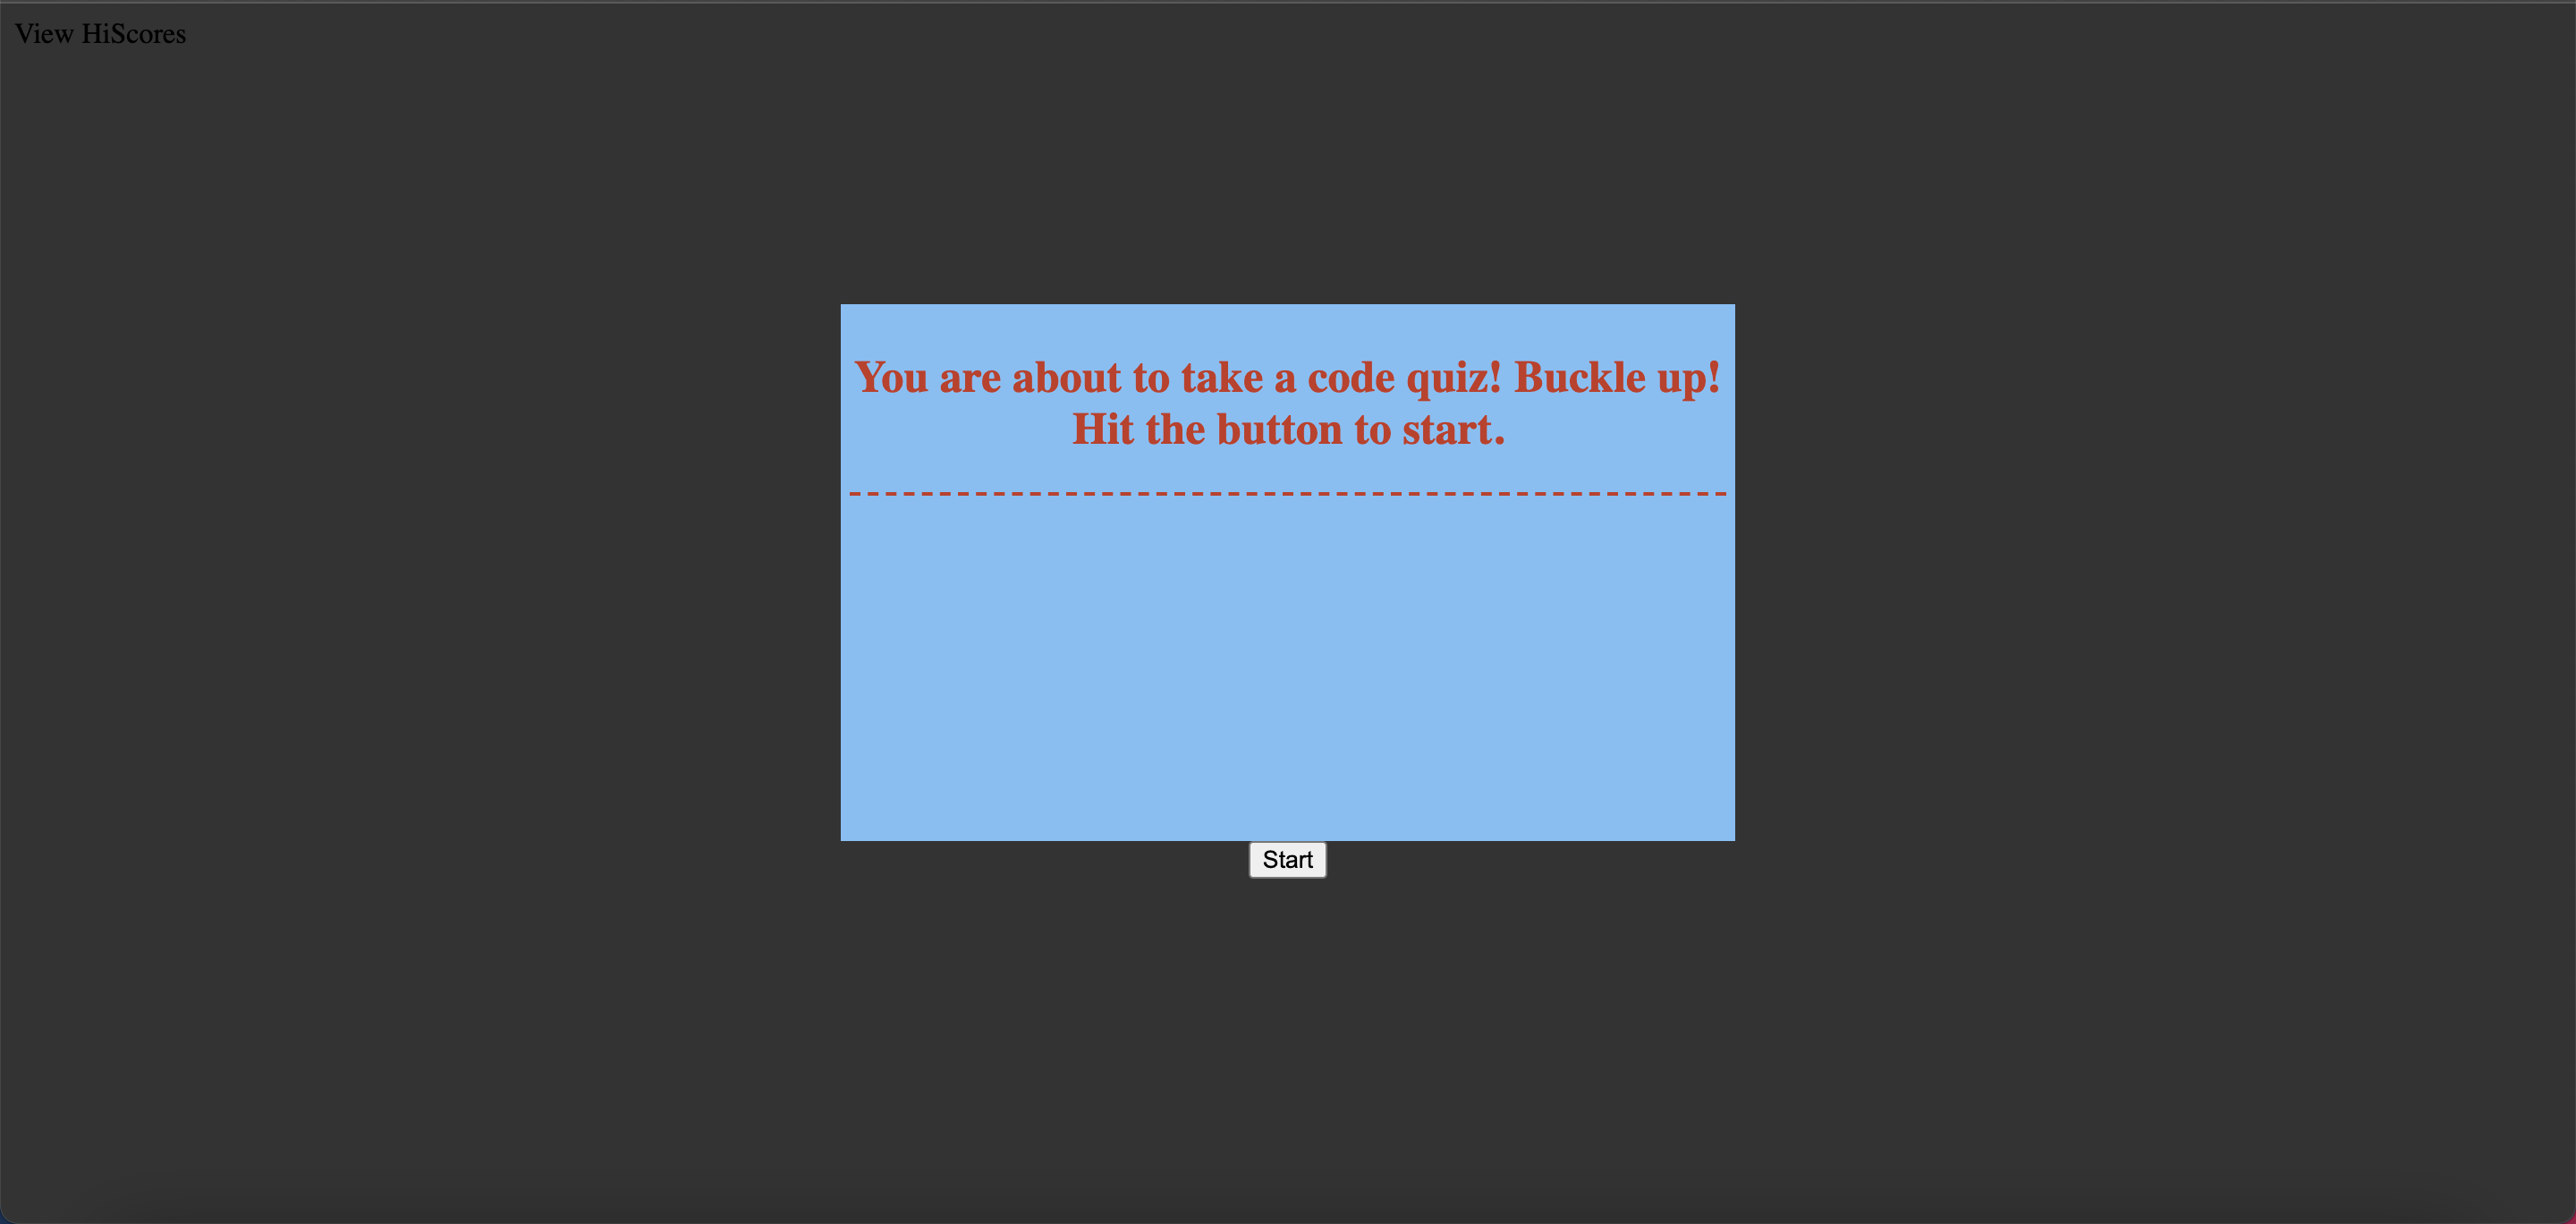 View HiScores
You are about to take a code quiz! Buckle up!
Hit the button to start.
Start